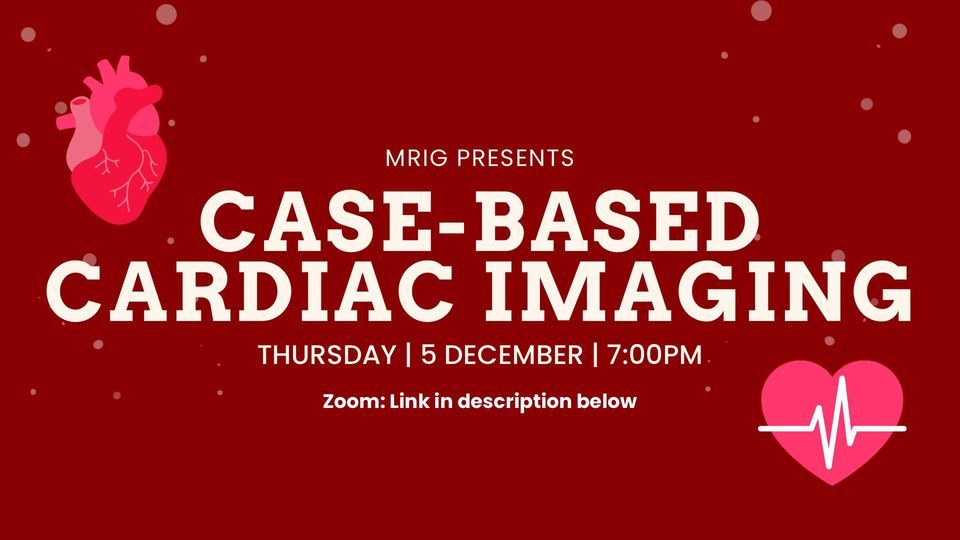 MRIG PRESENTS
CASE-BASED
CARDIAC IMAGING
THURSDAY | 5 DECEMBER | 7:00PM
Zoom: Link in description below